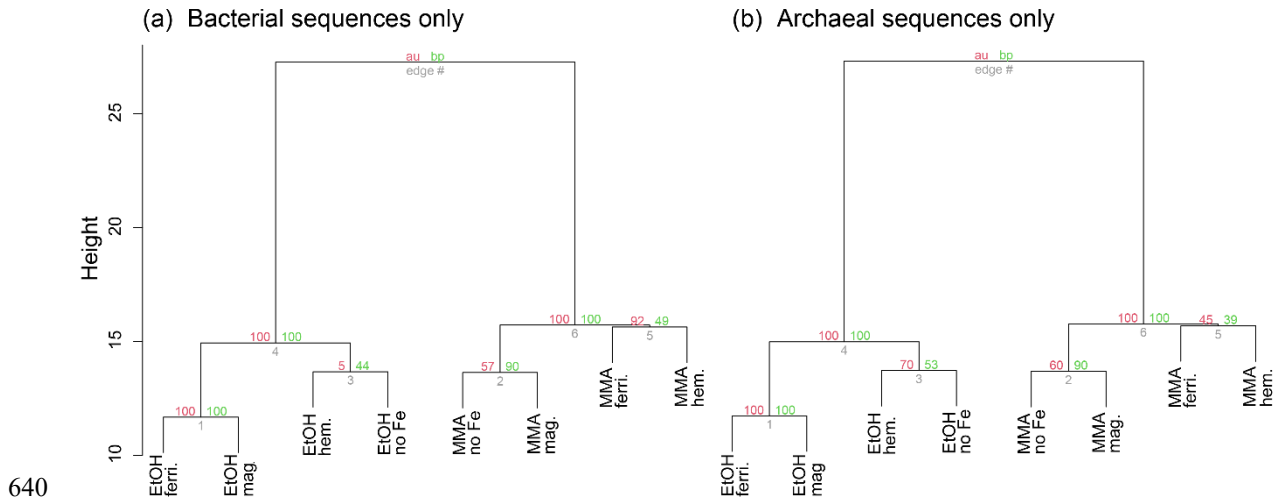 (a) Bacterial sequences only
(b) Archaeal sequences only
Height
25
20
15
10
au bp
edge #
100 100
4
100 100
6
92 49
5
5 44
3
57 90
2
100 100
1
EtOH
ferri.
EtOH
mag.
EtOH
hem.
EtOH
no Fe
MMA
no Fe
MMA
mag.
MMA
ferri.
MMA
hem.
au bp
edge #
100 100
4
100 100
6
45 39
5
70 53
3
60 90
2
100 100
1
EtOH
ferri.
EtOH
mag
EtOH
hem.
EtOH
no Fe
MMA
no Fe
MMA
mag.
MMA
ferri.
MMA
hem.
640